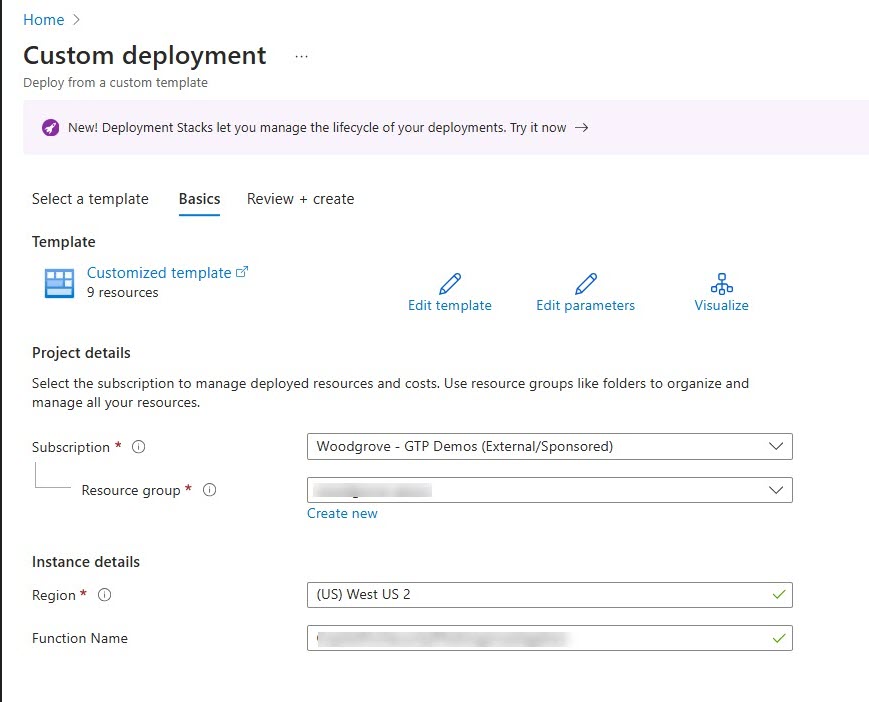 Home
Custom deployment ...
Deploy from a custom template
New! Deployment Stacks let you manage the lifecycle of your deployments. Try it now →
Select a template Basics Review + create
Template
Customized template
9 resources
Edit template Edit parameters Visualize
Project details
Select the subscription to manage deployed resources and costs. Use resource groups like folders to organize and
manage all your resources.
Subscription *
Woodgrove - GTP Demos (External/Sponsored)
Resource group *
Create new
Instance details
Region *
(US) West US 2
Function Name